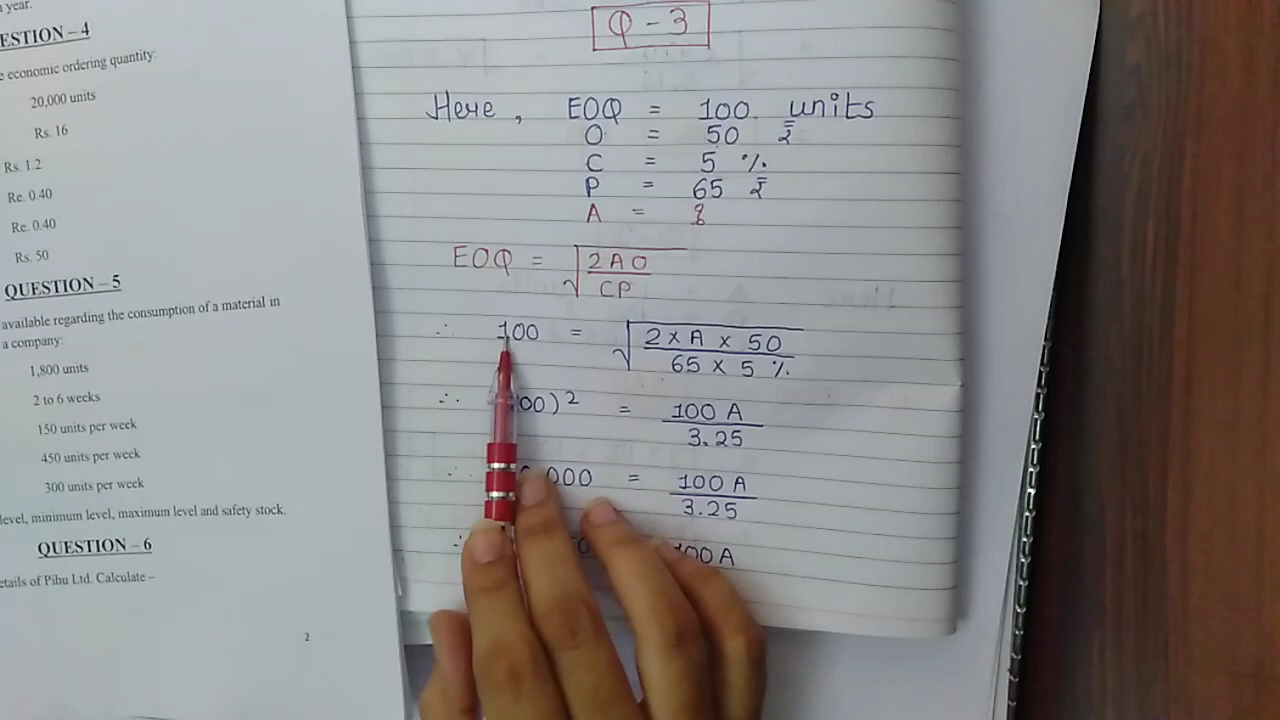 year.
QUESTION – 4
economic ordering quantity:
20,000 units
Rs. 16
Rs. 1.2
Re. 0.40
Re. 0.40
Rs. 50
QUESTION – 5
available regarding the consumption of a material in
a company:
1,800 units
2 to 6 weeks
150 units per week
450 units per week
300 units per week
level, minimum level, maximum level and safety stock.
QUESTION – 6
details of Pihu Ltd. Calculate –
2
Q - 3
Here, EOQ = 100 units
O = 50 ₹
C = 5 %
P = 65 ₹
A = ?
EOQ = √2AO
CP
∴ 100 = √2 × A × 50
65 × 5 %
∴ 00)² = 100 A
3.25
∴ 000 = 100 A
3.25
∴ 100 A